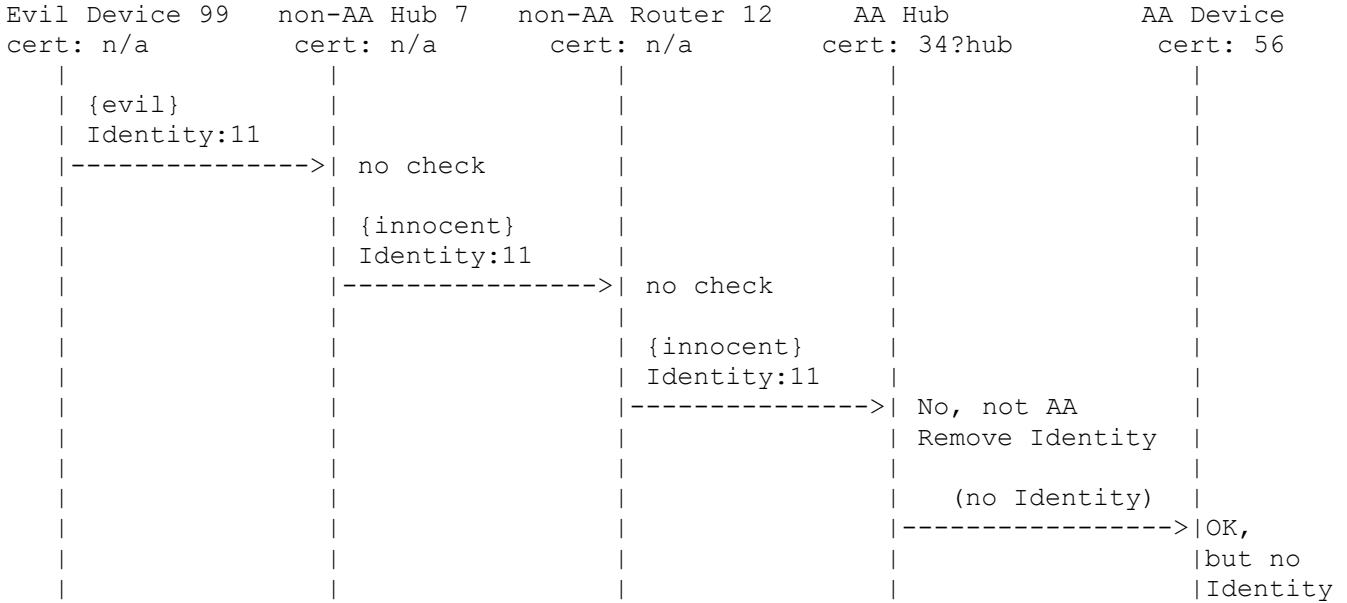 Evil Device 99   non-AA Hub 7   non-AA Router 12     AA Hub            AA Device
cert: n/a         cert: n/a       cert: n/a        cert: 34?hub         cert: 56
   |                |                 |                |                  |
   | {evil}         |                 |                |                  |
   | Identity:11    |                 |                |                  |
   |--------------->| no check        |                |                  |
   |                |                 |                |                  |
   |                | {innocent}      |                |                  |
   |                | Identity:11     |                |                  |
   |                |---------------->| no check       |                  |
   |                |                 |                |                  |
   |                |                 | {innocent}     |                  |
   |                |                 | Identity:11    |                  |
   |                |                 |--------------->| No, not AA       |
   |                |                 |                | Remove Identity  |
   |                |                 |                |                  |
   |                |                 |                |   (no Identity)  |
   |                |                 |                |----------------->|OK,
   |                |                 |                |                  |but no
   |                |                 |                |                  |Identity